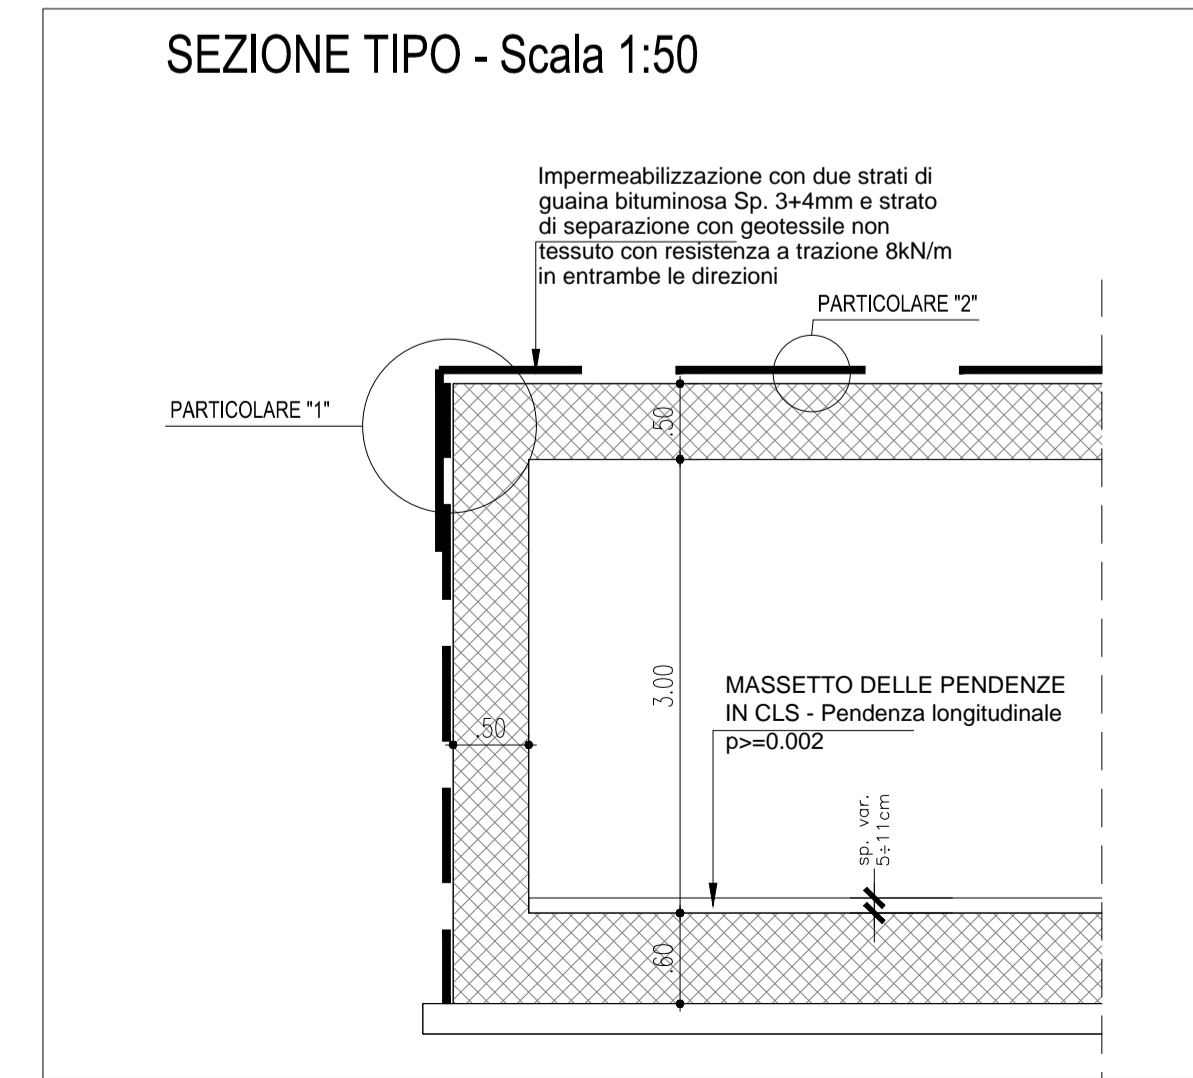 SEZIONE TIPO - Scala 1:50
Impermeabilizzazione con due strati di
guaina bituminosa Sp. 3+4mm e strato
di separazione con geotessile non
tessuto con resistenza a trazione 8kN/m
in entrambe le direzioni
PARTICOLARE "2"
PARTICOLARE "1"
.50
3.00
MASSETTO DELLE PENDENZE
IN CLS - Pendenza longitudinale
p>=0.002
.50
sp. var.
5÷11cm
.60